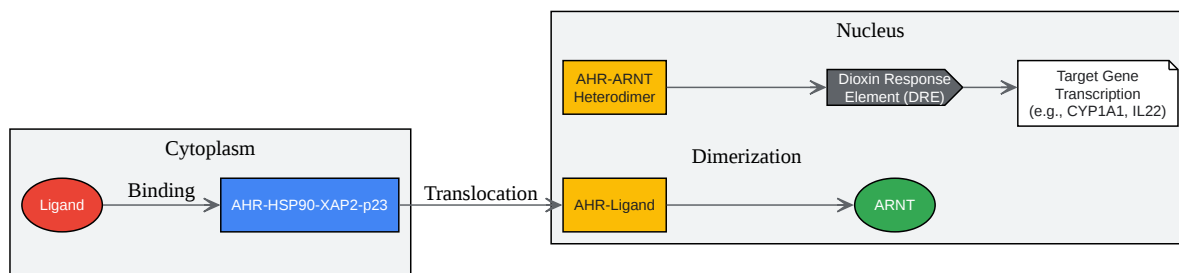 Nucleus
AHR-ARNT
Heterodimer
Dioxin Response
Element (DRE)
Target Gene
Transcription
(e.g., CYP1A1, IL22)
Cytoplasm
Dimerization
Ligand
Binding
AHR-HSP90-XAP2-p23
Translocation
AHR-Ligand
ARNT